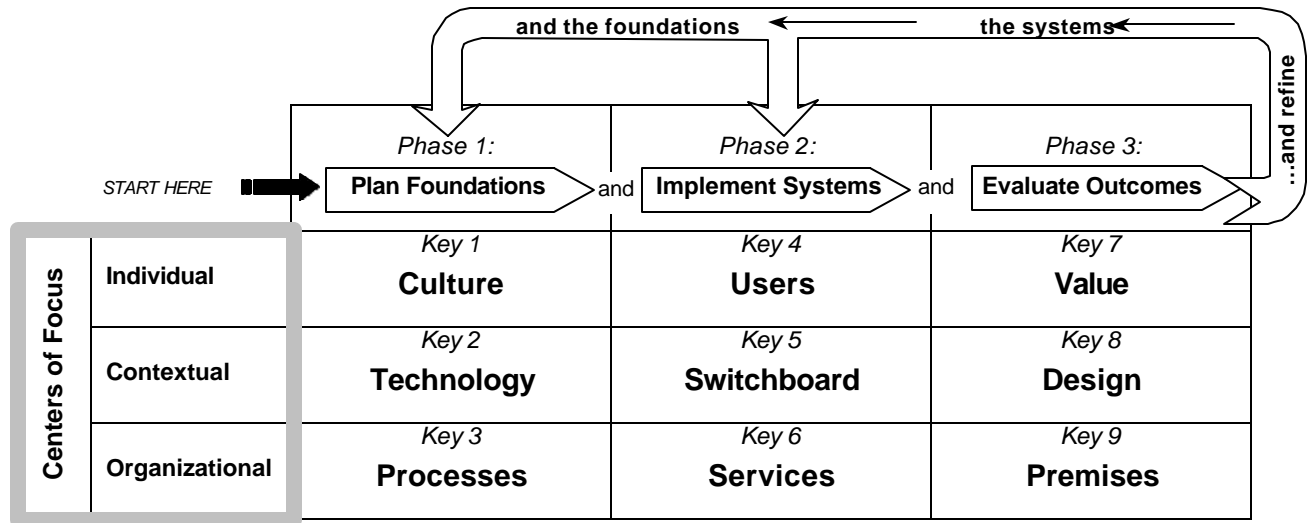 and the foundations
the systems
...and refine
Phase 1:
Phase 2:
Phase 3:
START HERE
Plan Foundations
and
Implement Systems
and
Evaluate Outcomes
Centers of Focus
Individual
Key 1
Culture
Key 4
Users
Key 7
Value
Contextual
Key 2
Technology
Key 5
Switchboard
Key 8
Design
Organizational
Key 3
Processes
Key 6
Services
Key 9
Premises